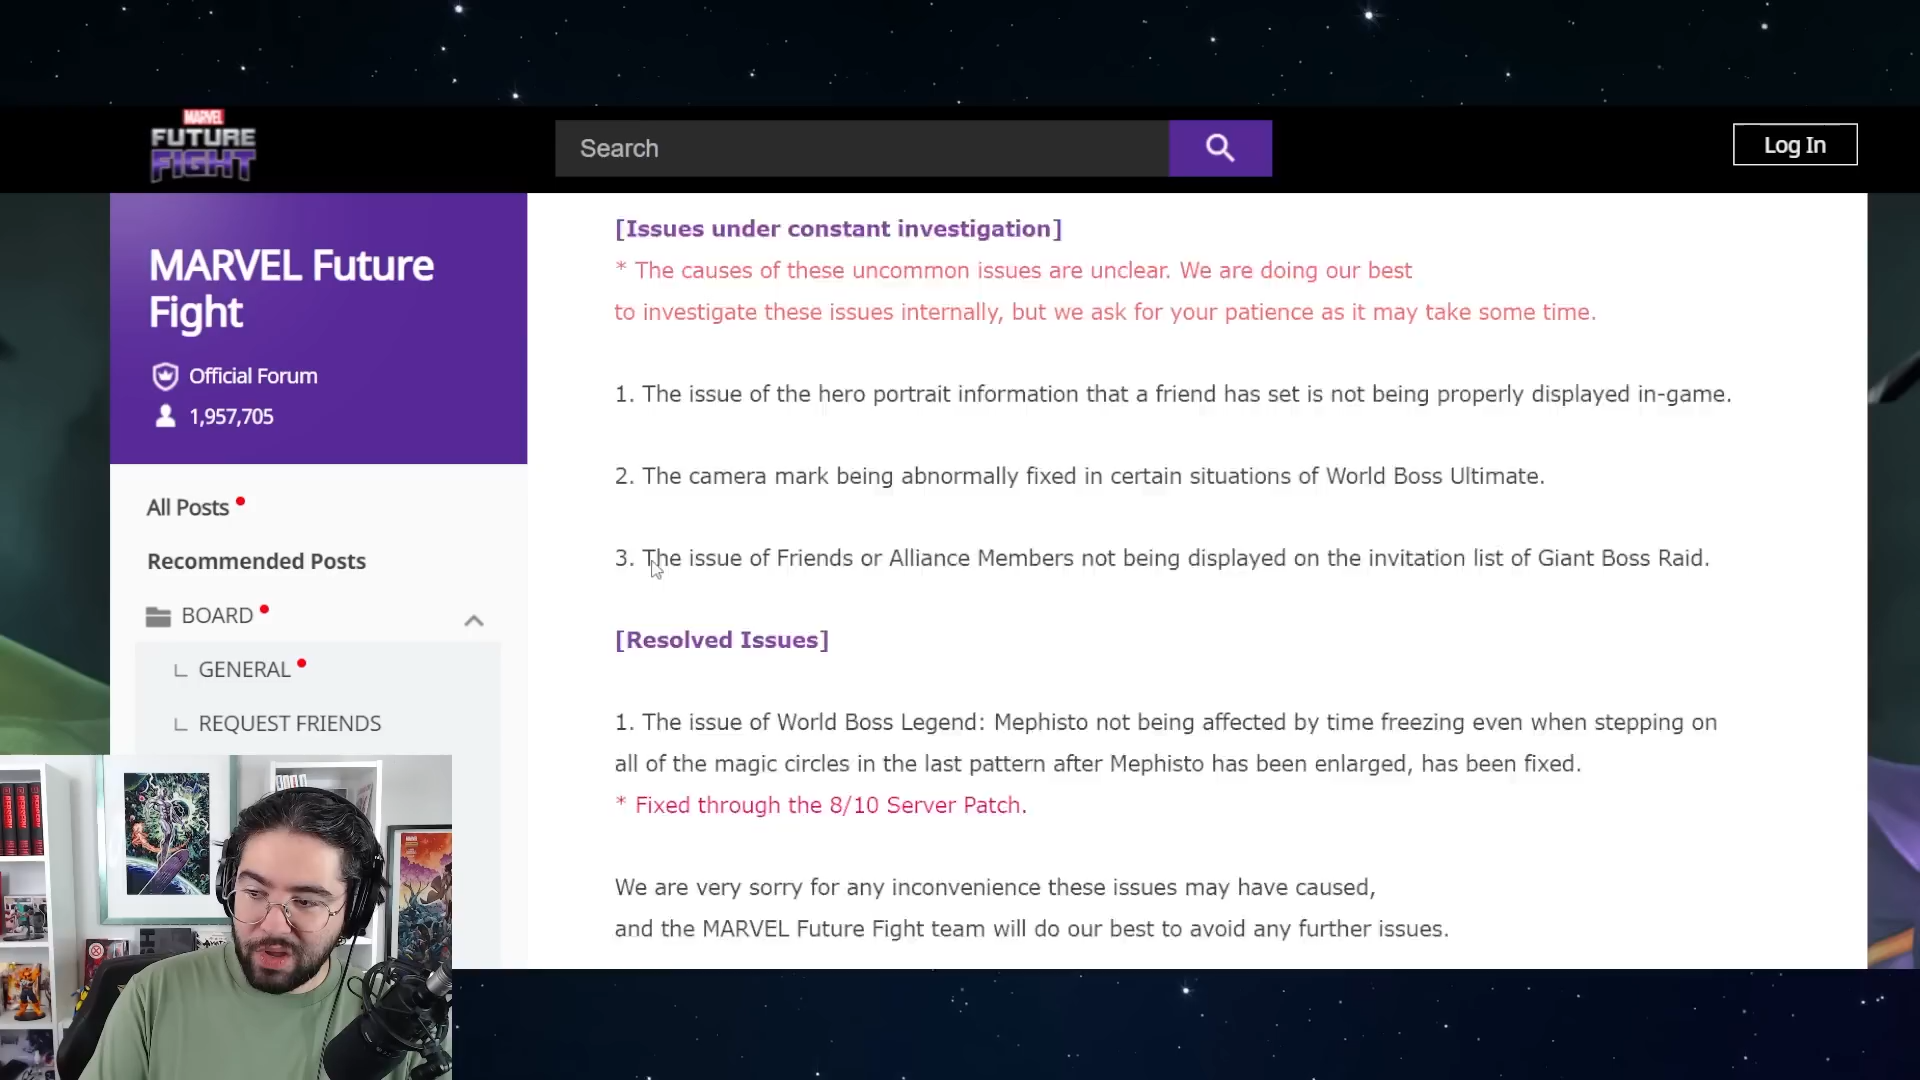 MARVEL
FUTURE
FIGHT
Search
Log In
MARVEL Future
Fight
Official Forum
1,957,705
All Posts
Recommended Posts
BOARD
GENERAL
REQUEST FRIENDS
[Issues under constant investigation]
* The causes of these uncommon issues are unclear. We are doing our best
to investigate these issues internally, but we ask for your patience as it may take some time.
1. The issue of the hero portrait information that a friend has set is not being properly displayed in-game.
2. The camera mark being abnormally fixed in certain situations of World Boss Ultimate.
3. The issue of Friends or Alliance Members not being displayed on the invitation list of Giant Boss Raid.
[Resolved Issues]
1. The issue of World Boss Legend: Mephisto not being affected by time freezing even when stepping on
all of the magic circles in the last pattern after Mephisto has been enlarged, has been fixed.
* Fixed through the 8/10 Server Patch.
We are very sorry for any inconvenience these issues may have caused,
and the MARVEL Future Fight team will do our best to avoid any further issues.